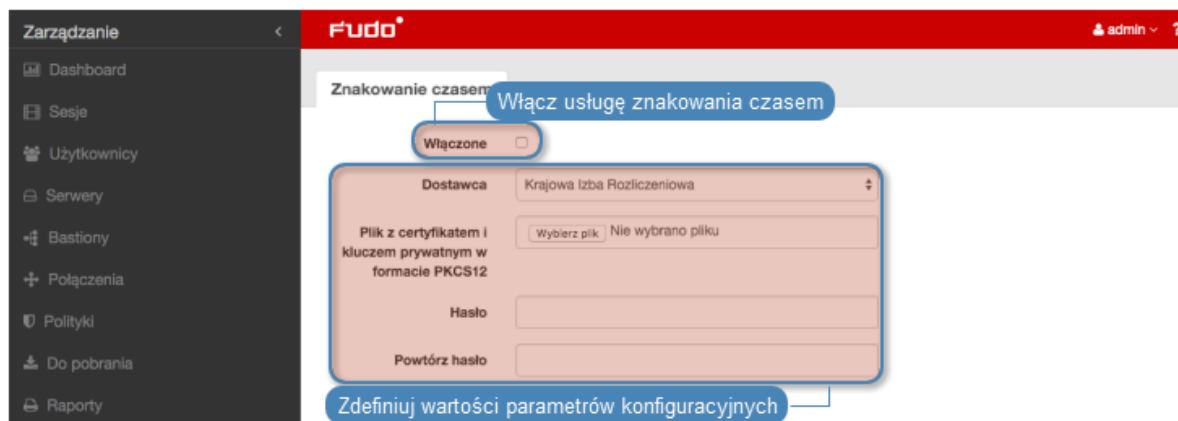 Zarządzanie
Fudo
admin
?
Dashboard
Znakowanie czasem
Włącz usługę znakowania czasem
Sesje
Włączone
Użytkownicy
Dostawca
Krajowa Izba Rozliczeniowa
Serwery
Plik z certyfikatem i
kluczem prywatnym w
formacie PKCS12
Wybierz plik Nie wybrano pliku
Bastiony
Połączenia
Hasło
Polityki
Powtórz hasło
Do pobrania
Zdefiniuj wartości parametrów konfiguracyjnych
Raporty